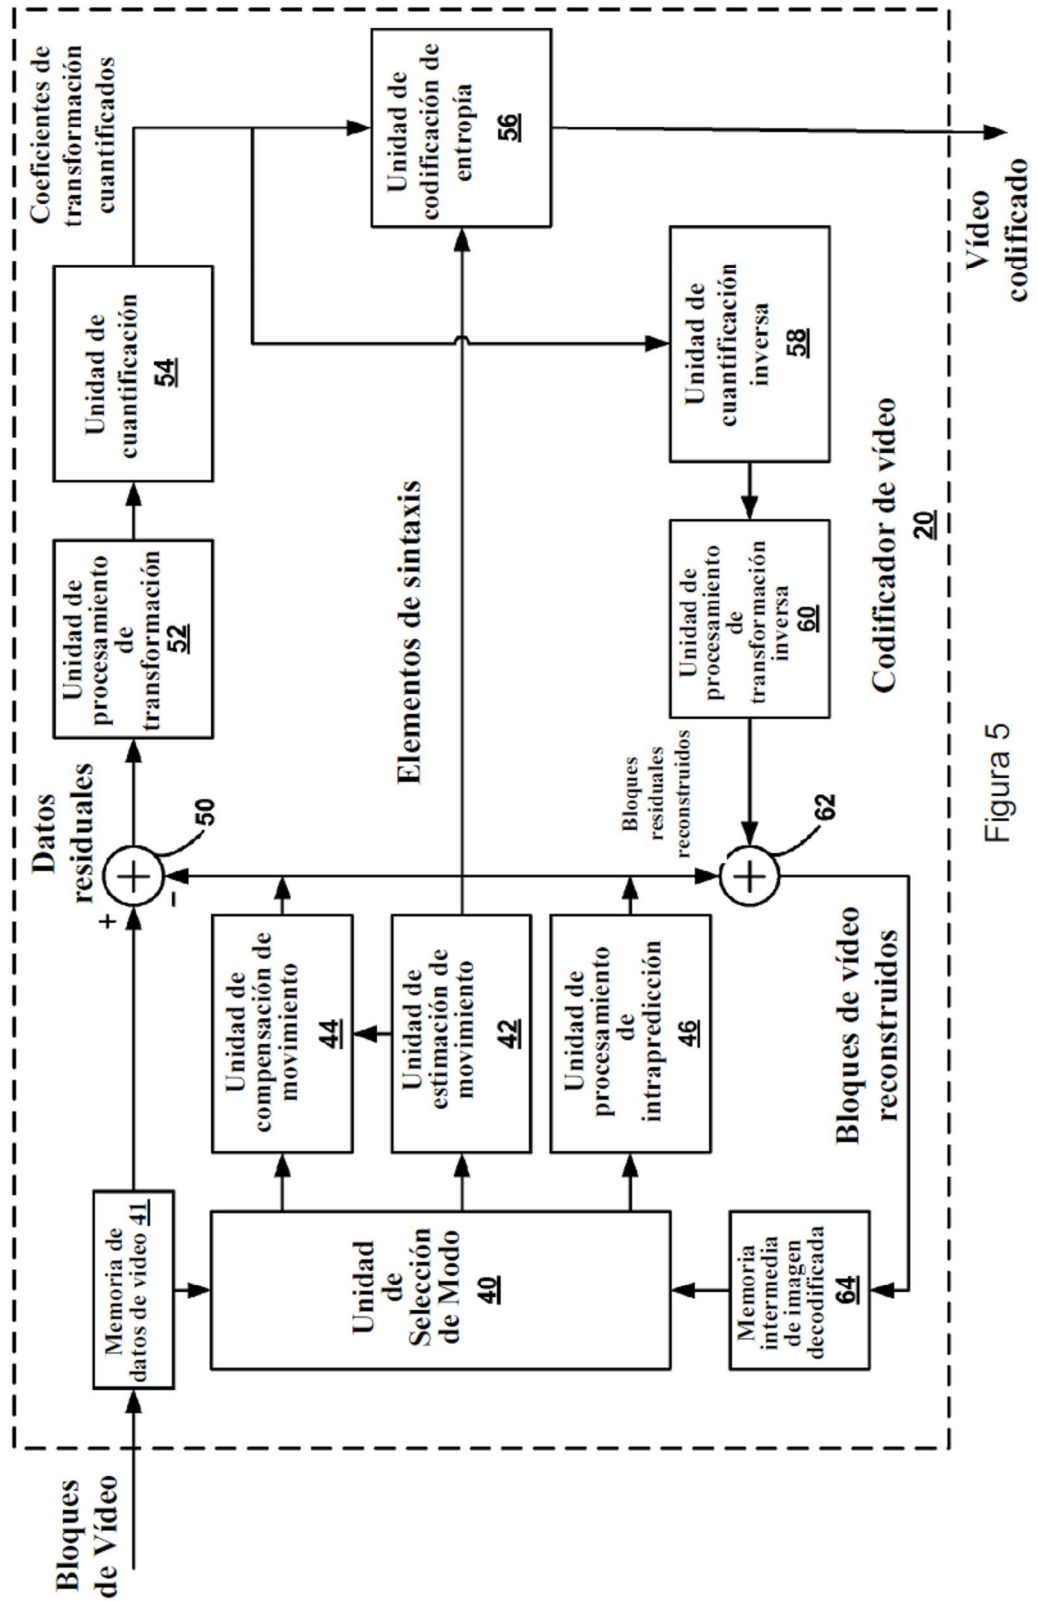 Bloques
de Vídeo
Memoria de
datos de video 41
Unidad
de
Selección
de Modo
40
Memoria
intermedia
de imagen
decodificada
64
Unidad de
compensación de
movimiento
44
Unidad de
estimación de
movimiento
42
Unidad de
procesamiento
de
intrapredicción
46
Bloques de vídeo
reconstruidos
+
−
Datos
residuales
50
Bloques
residuales
reconstruidos
62
Elementos de sintaxis
Unidad de
procesamiento
de
transformación
52
Unidad de
cuantificación
54
Coeficientes de
transformación
cuantificados
Unidad de
codificación de
entropía
56
Unidad de
cuantificación
inversa
58
Unidad de
procesamiento
de
transformación
inversa
60
Codificador de vídeo
20
Vídeo
codificado
Figura 5